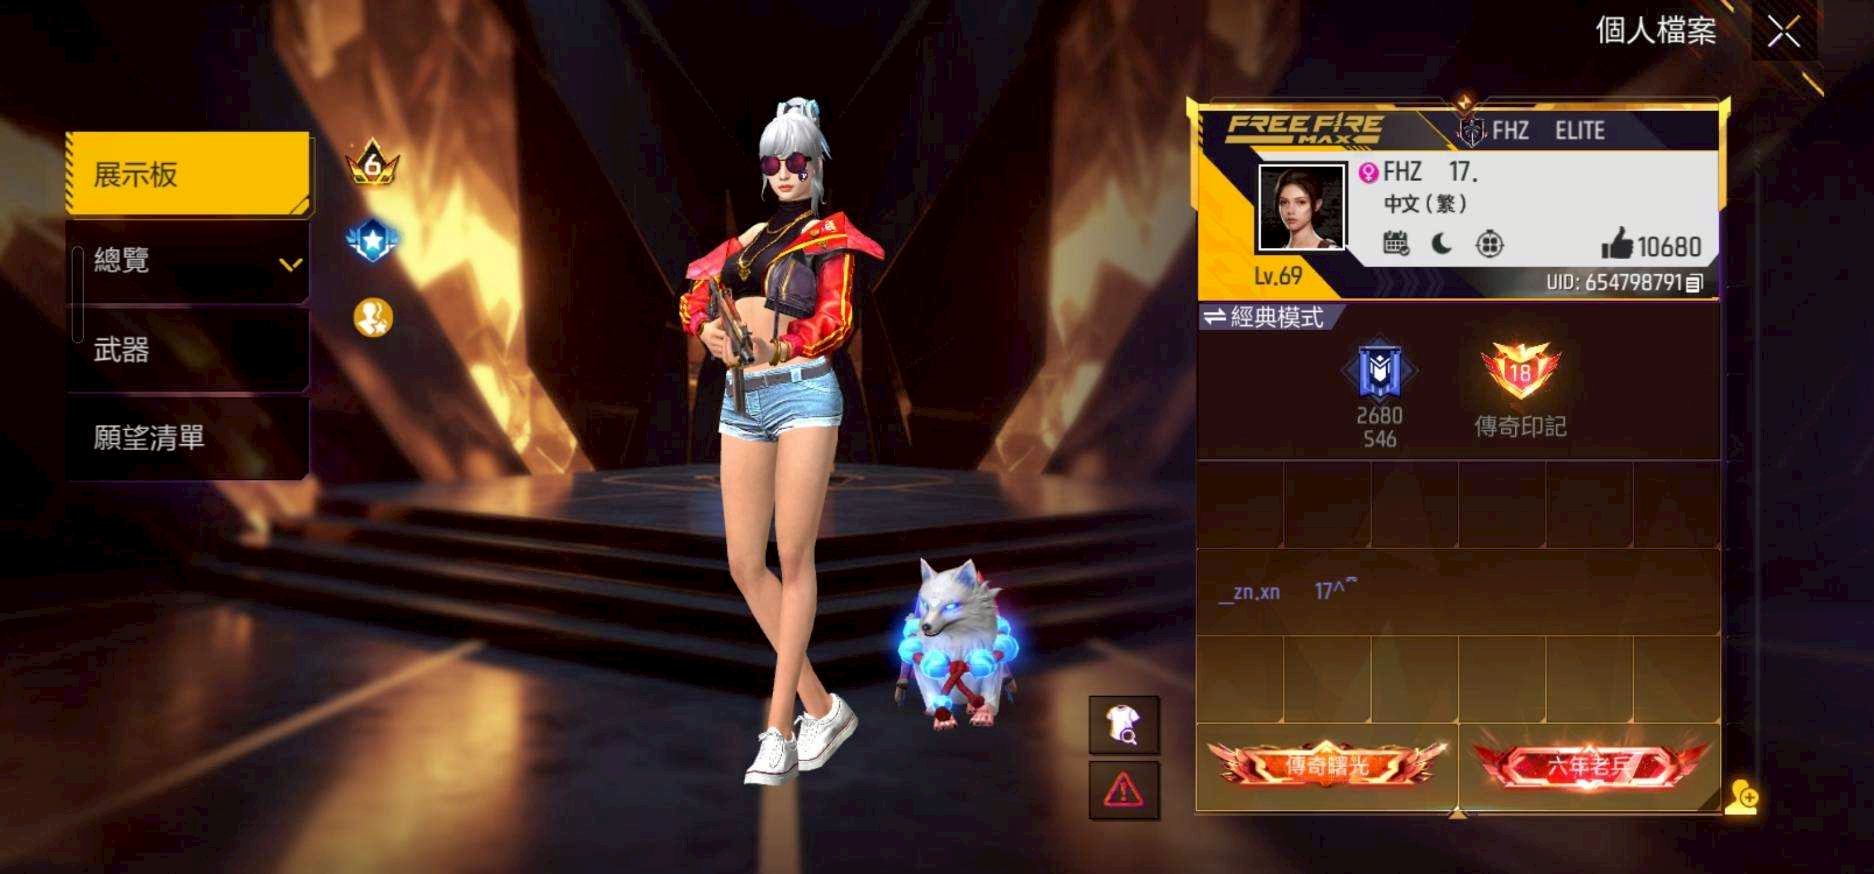 個人檔案
展示板
總覽
武器
願望清單
6
FREE FIRE
MAX
FHZ ELITE
FHZ 17.
中文(繁)
10680
Lv.69
UID: 654798791
經典模式
18
2680
546
傳奇印記
_zn.xn 17^
傳奇曙光
六年老兵